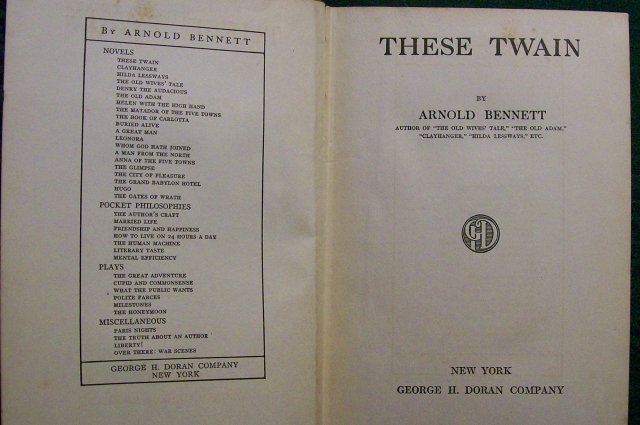 BY ARNOLD BENNETT
NOVELS
THESE TWAIN
CLAYHANGER
HILDA LESSWAYS
THE OLD WIVES' TALE
DENRY THE AUDACIOUS
THE OLD ADAM
HELEN WITH THE HIGH HAND
THE MATADOR OF THE FIVE TOWNS
THE BOOK OF CARLOTTA
BURIED ALIVE
A GREAT MAN
LEONORA
WHOM GOD HATH JOINED
A MAN FROM THE NORTH
ANNA OF THE FIVE TOWNS
THE GLIMPSE
THE CITY OF PLEASURE
THE GRAND BABYLON HOTEL
HUGO
THE GATES OF WRATH
POCKET PHILOSOPHIES
THE AUTHOR'S CRAFT
MARRIED LIFE
FRIENDSHIP AND HAPPINESS
HOW TO LIVE ON 24 HOURS A DAY
THE HUMAN MACHINE
LITERARY TASTE
MENTAL EFFICIENCY
PLAYS
THE GREAT ADVENTURE
CUPID AND COMMONSENSE
WHAT THE PUBLIC WANTS
POLITE FARCES
MILESTONES
THE HONEYMOON
MISCELLANEOUS
PARIS NIGHTS
THE TRUTH ABOUT AN AUTHOR
LIBERTY!
OVER THERE: WAR SCENES
GEORGE H. DORAN COMPANY
NEW YORK
THESE TWAIN
BY
ARNOLD BENNETT
AUTHOR OF "THE OLD WIVES' TALE," "THE OLD ADAM,"
"CLAYHANGER," "HILDA LESSWAYS," ETC.
NEW YORK
GEORGE H. DORAN COMPANY